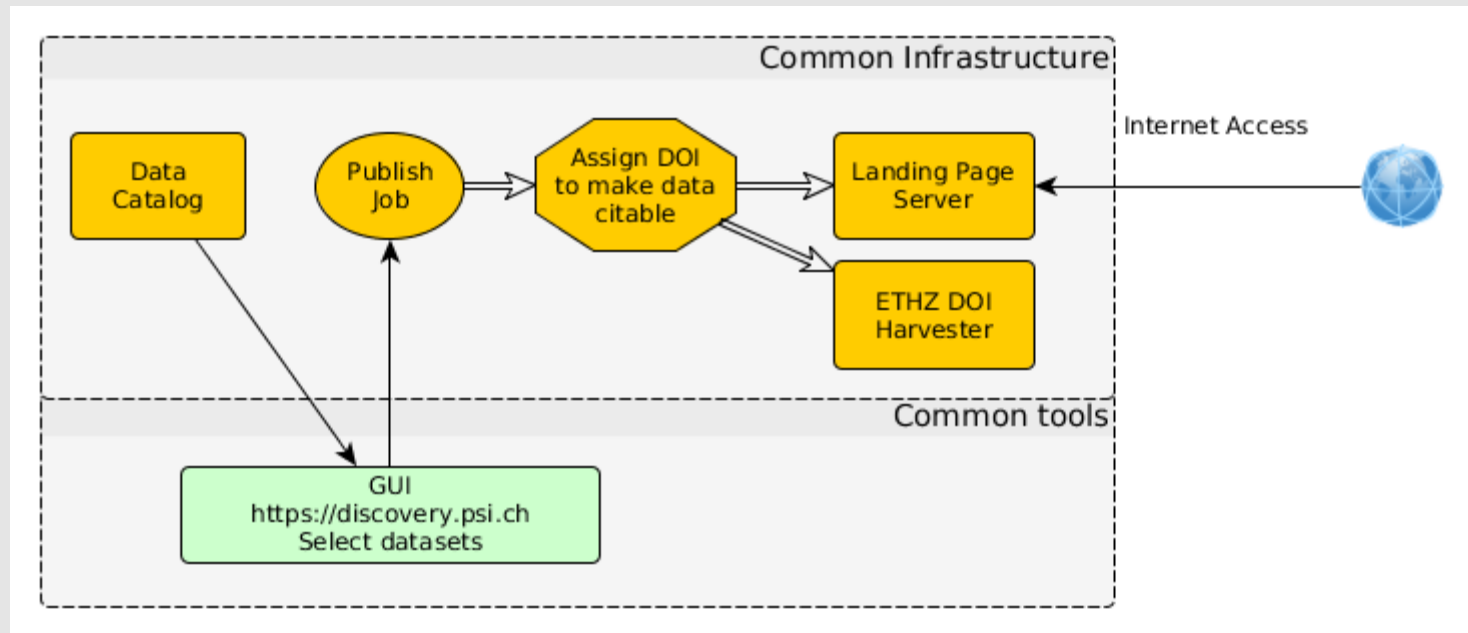 Common Infrastructure
Internet Access
Data
Catalog
Publish
Job
Assign DOI
to make data
citable
Landing Page
Server
ETHZ DOI
Harvester
Common tools
GUI
https://discovery.psi.ch
Select datasets